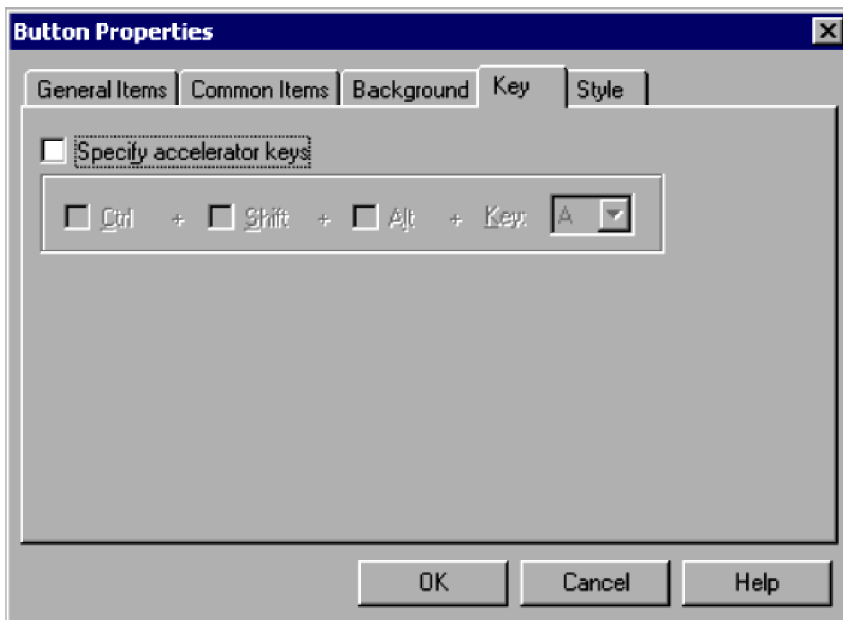 Button Properties
General Items Common Items Background Key Style
Specify accelerator keys
Ctrl + Shift + Alt + Key: A
OK Cancel Help